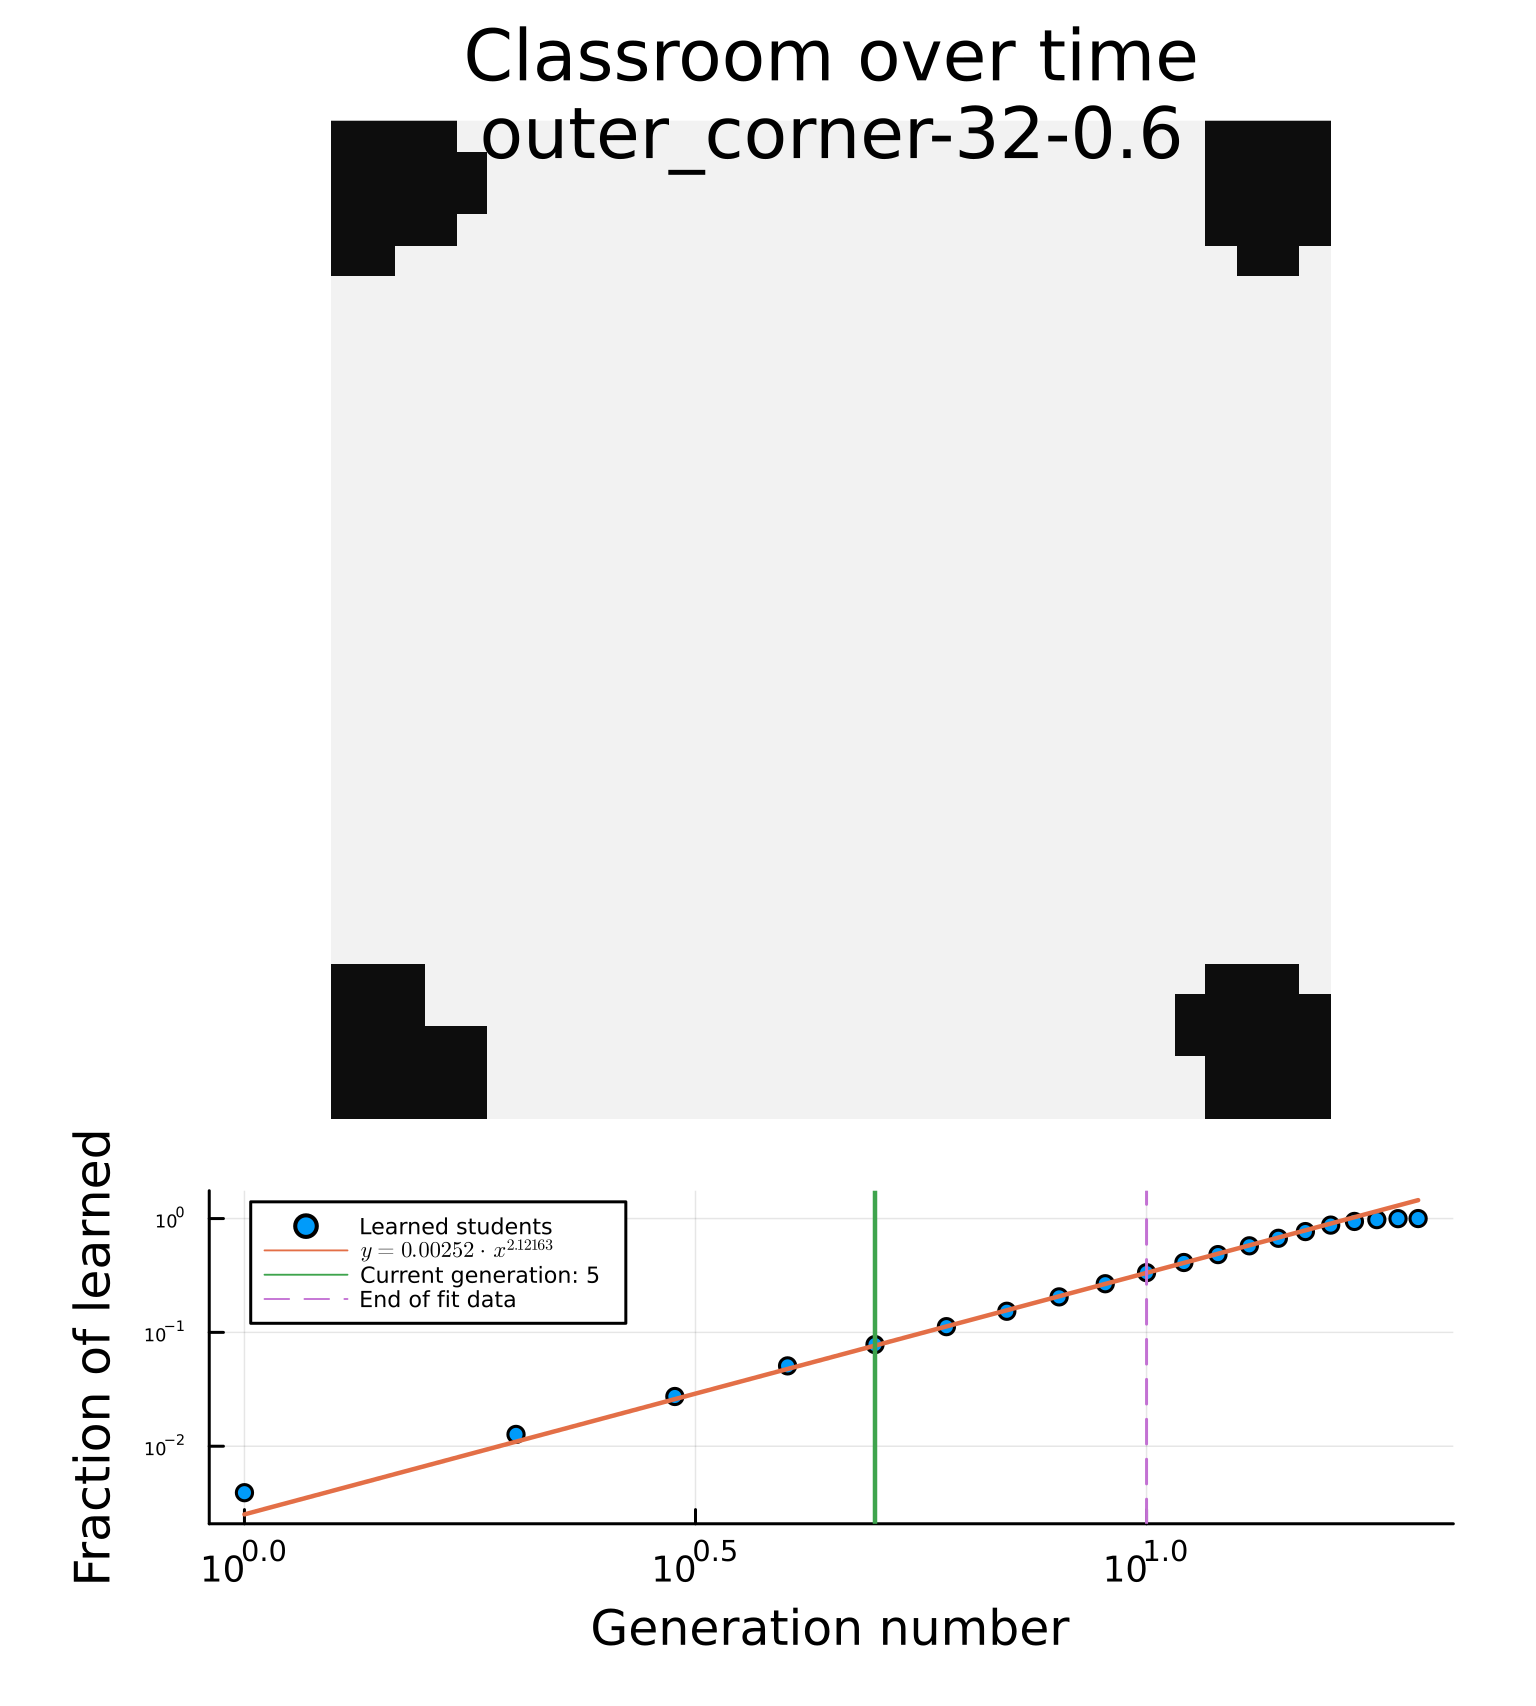 Classroom over time
outer_corner-32-0.6
Fraction of learned
10⁰
10⁻¹
10⁻²
Learned students
y = 0.00252 · x^2.12163
Current generation: 5
End of fit data
10^0.0
10^0.5
10^1.0
Generation number